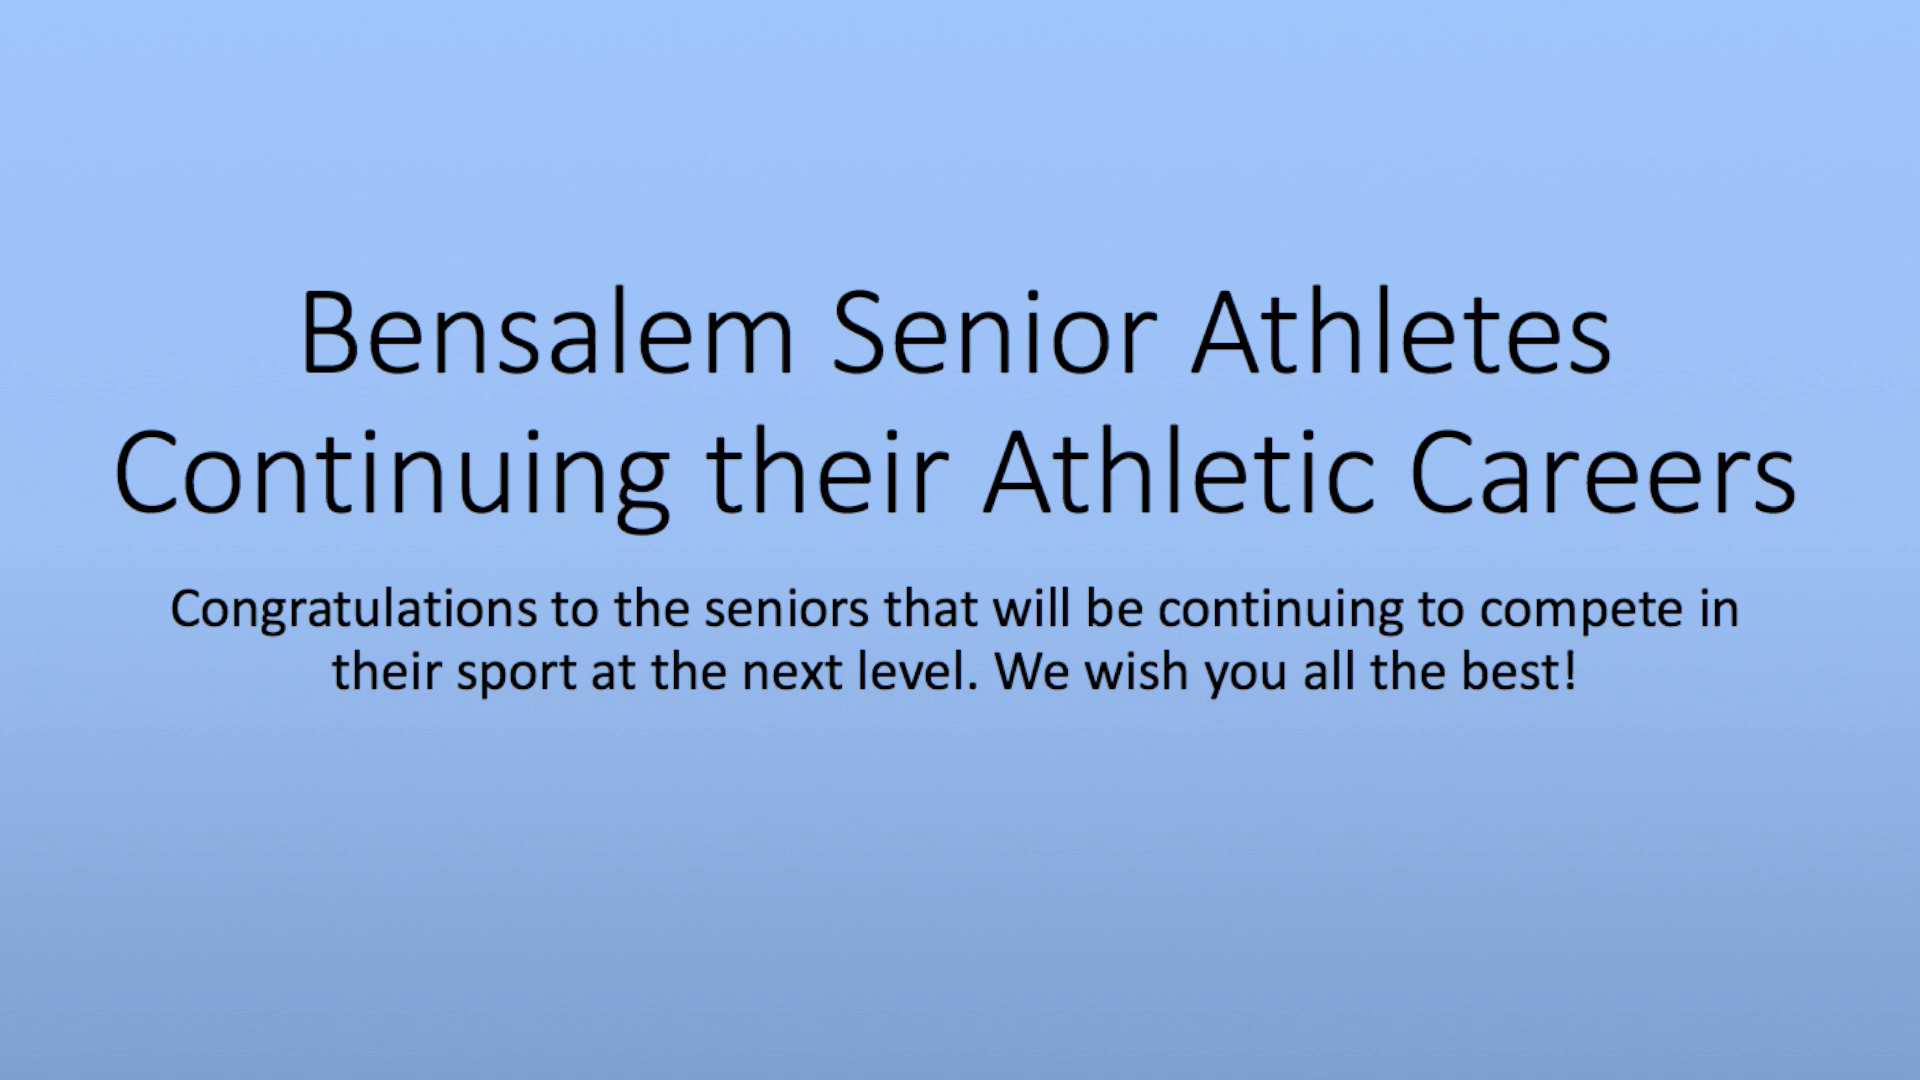 Bensalem Senior Athletes
Continuing their Athletic Careers
Congratulations to the seniors that will be continuing to compete in
their sport at the next level. We wish you all the best!